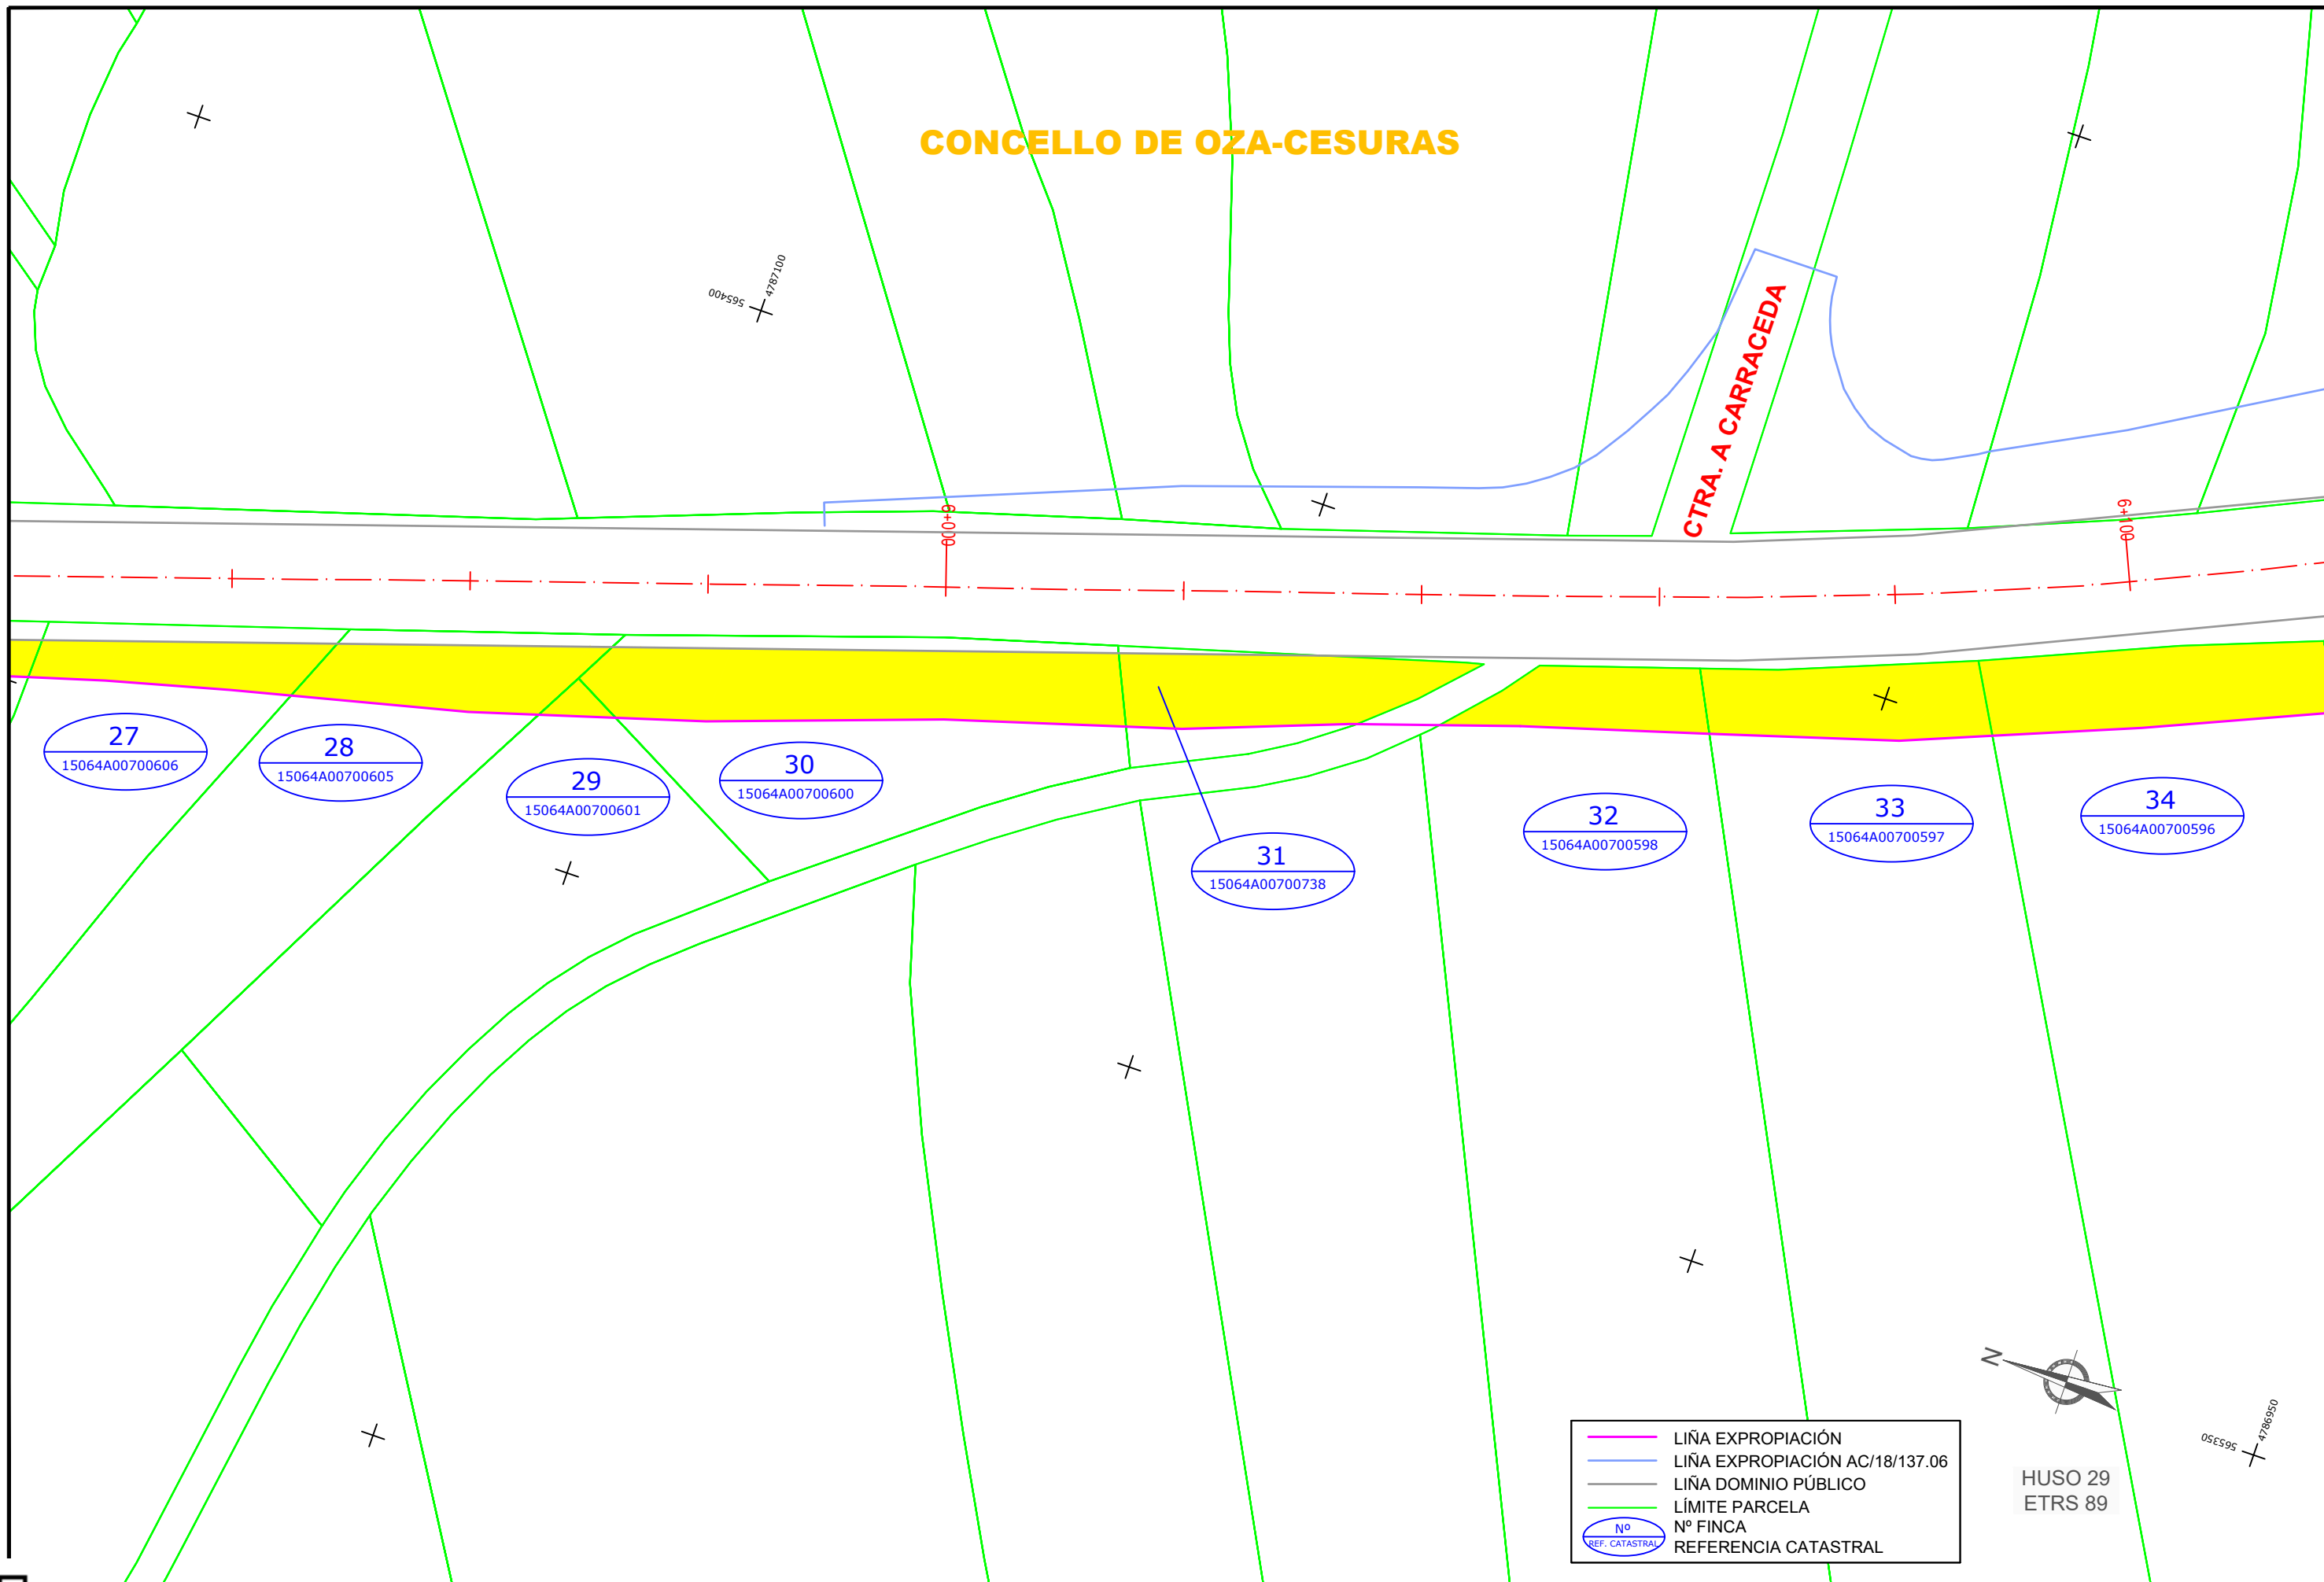 CONCELLO DE OZA-CESURAS
565400
4787100
CTRA. A CARRACEDA
6+000
6+100
27
15064A00700606
28
15064A00700605
29
15064A00700601
30
15064A00700600
31
15064A00700738
32
15064A00700598
33
15064A00700597
34
15064A00700596
N
565350
4786950
HUSO 29
ETRS 89
LIÑA EXPROPIACIÓN
LIÑA EXPROPIACIÓN AC/18/137.06
LIÑA DOMINIO PÚBLICO
LÍMITE PARCELA
Nº
REF. CATASTRAL
Nº FINCA
REFERENCIA CATASTRAL